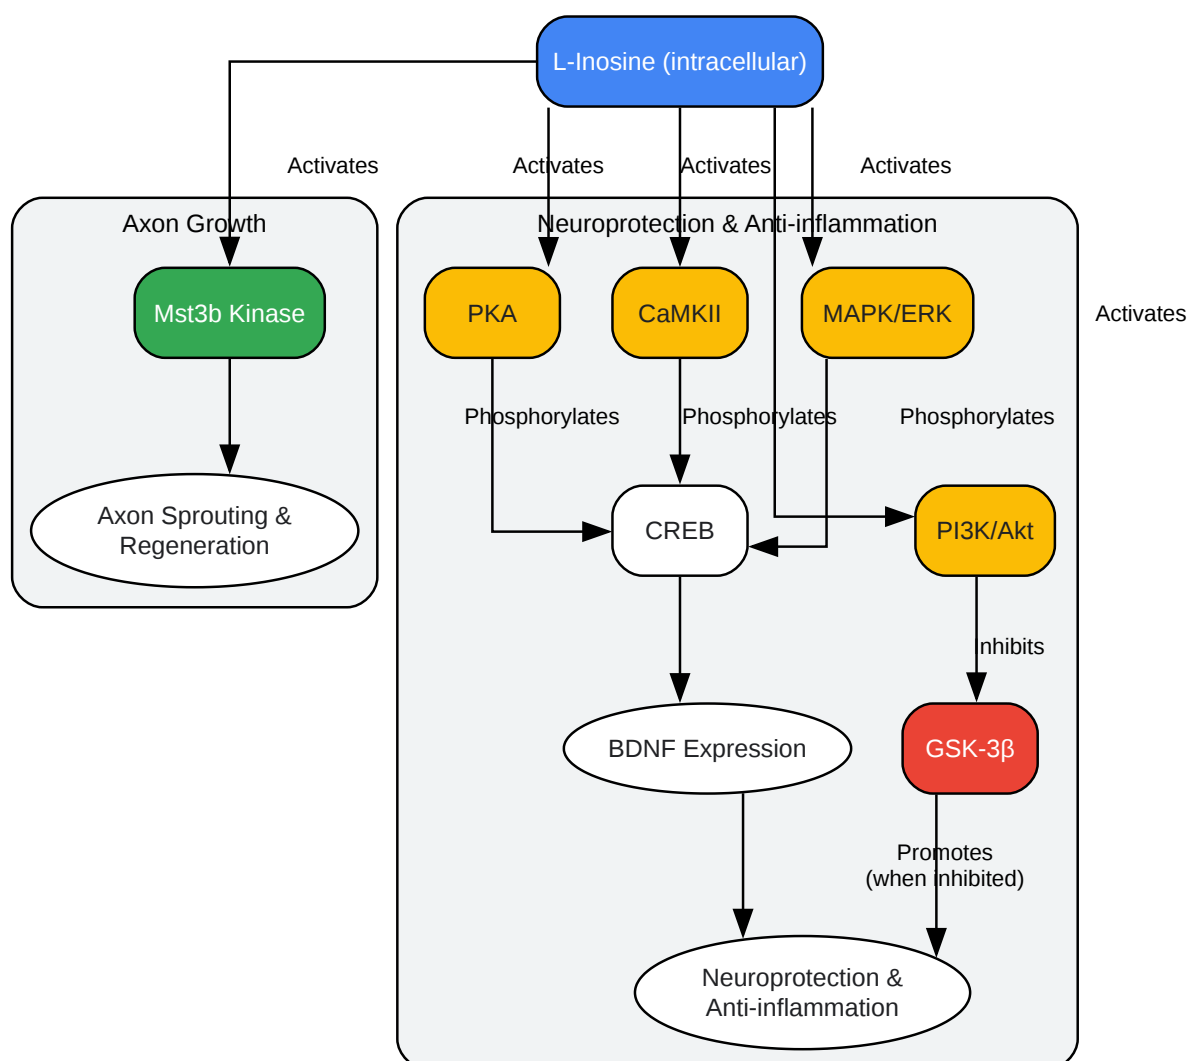 L-Inosine (intracellular)
Activates
Activates
Activates
Activates
Axon Growth
Neuroprotection & Anti-inflammation
Mst3b Kinase
PKA
CaMKII
MAPK/ERK
Activates
Phosphorylates
Phosphorylates
Phosphorylates
Axon Sprouting &
Regeneration
CREB
PI3K/Akt
Inhibits
BDNF Expression
GSK-3β
Promotes
(when inhibited)
Neuroprotection &
Anti-inflammation